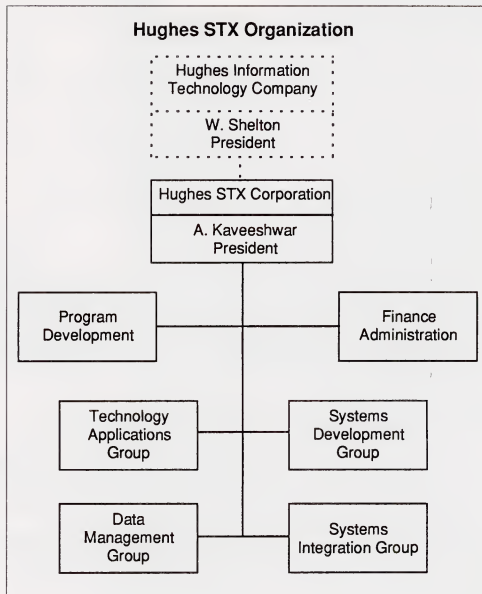 Hughes STX Organization
Hughes Information
Technology Company
W. Shelton
President
Hughes STX Corporation
A. Kaveeshwar
President
Program
Development
Finance
Administration
Technology
Applications
Group
Systems
Development
Group
Data
Management
Group
Systems
Integration Group